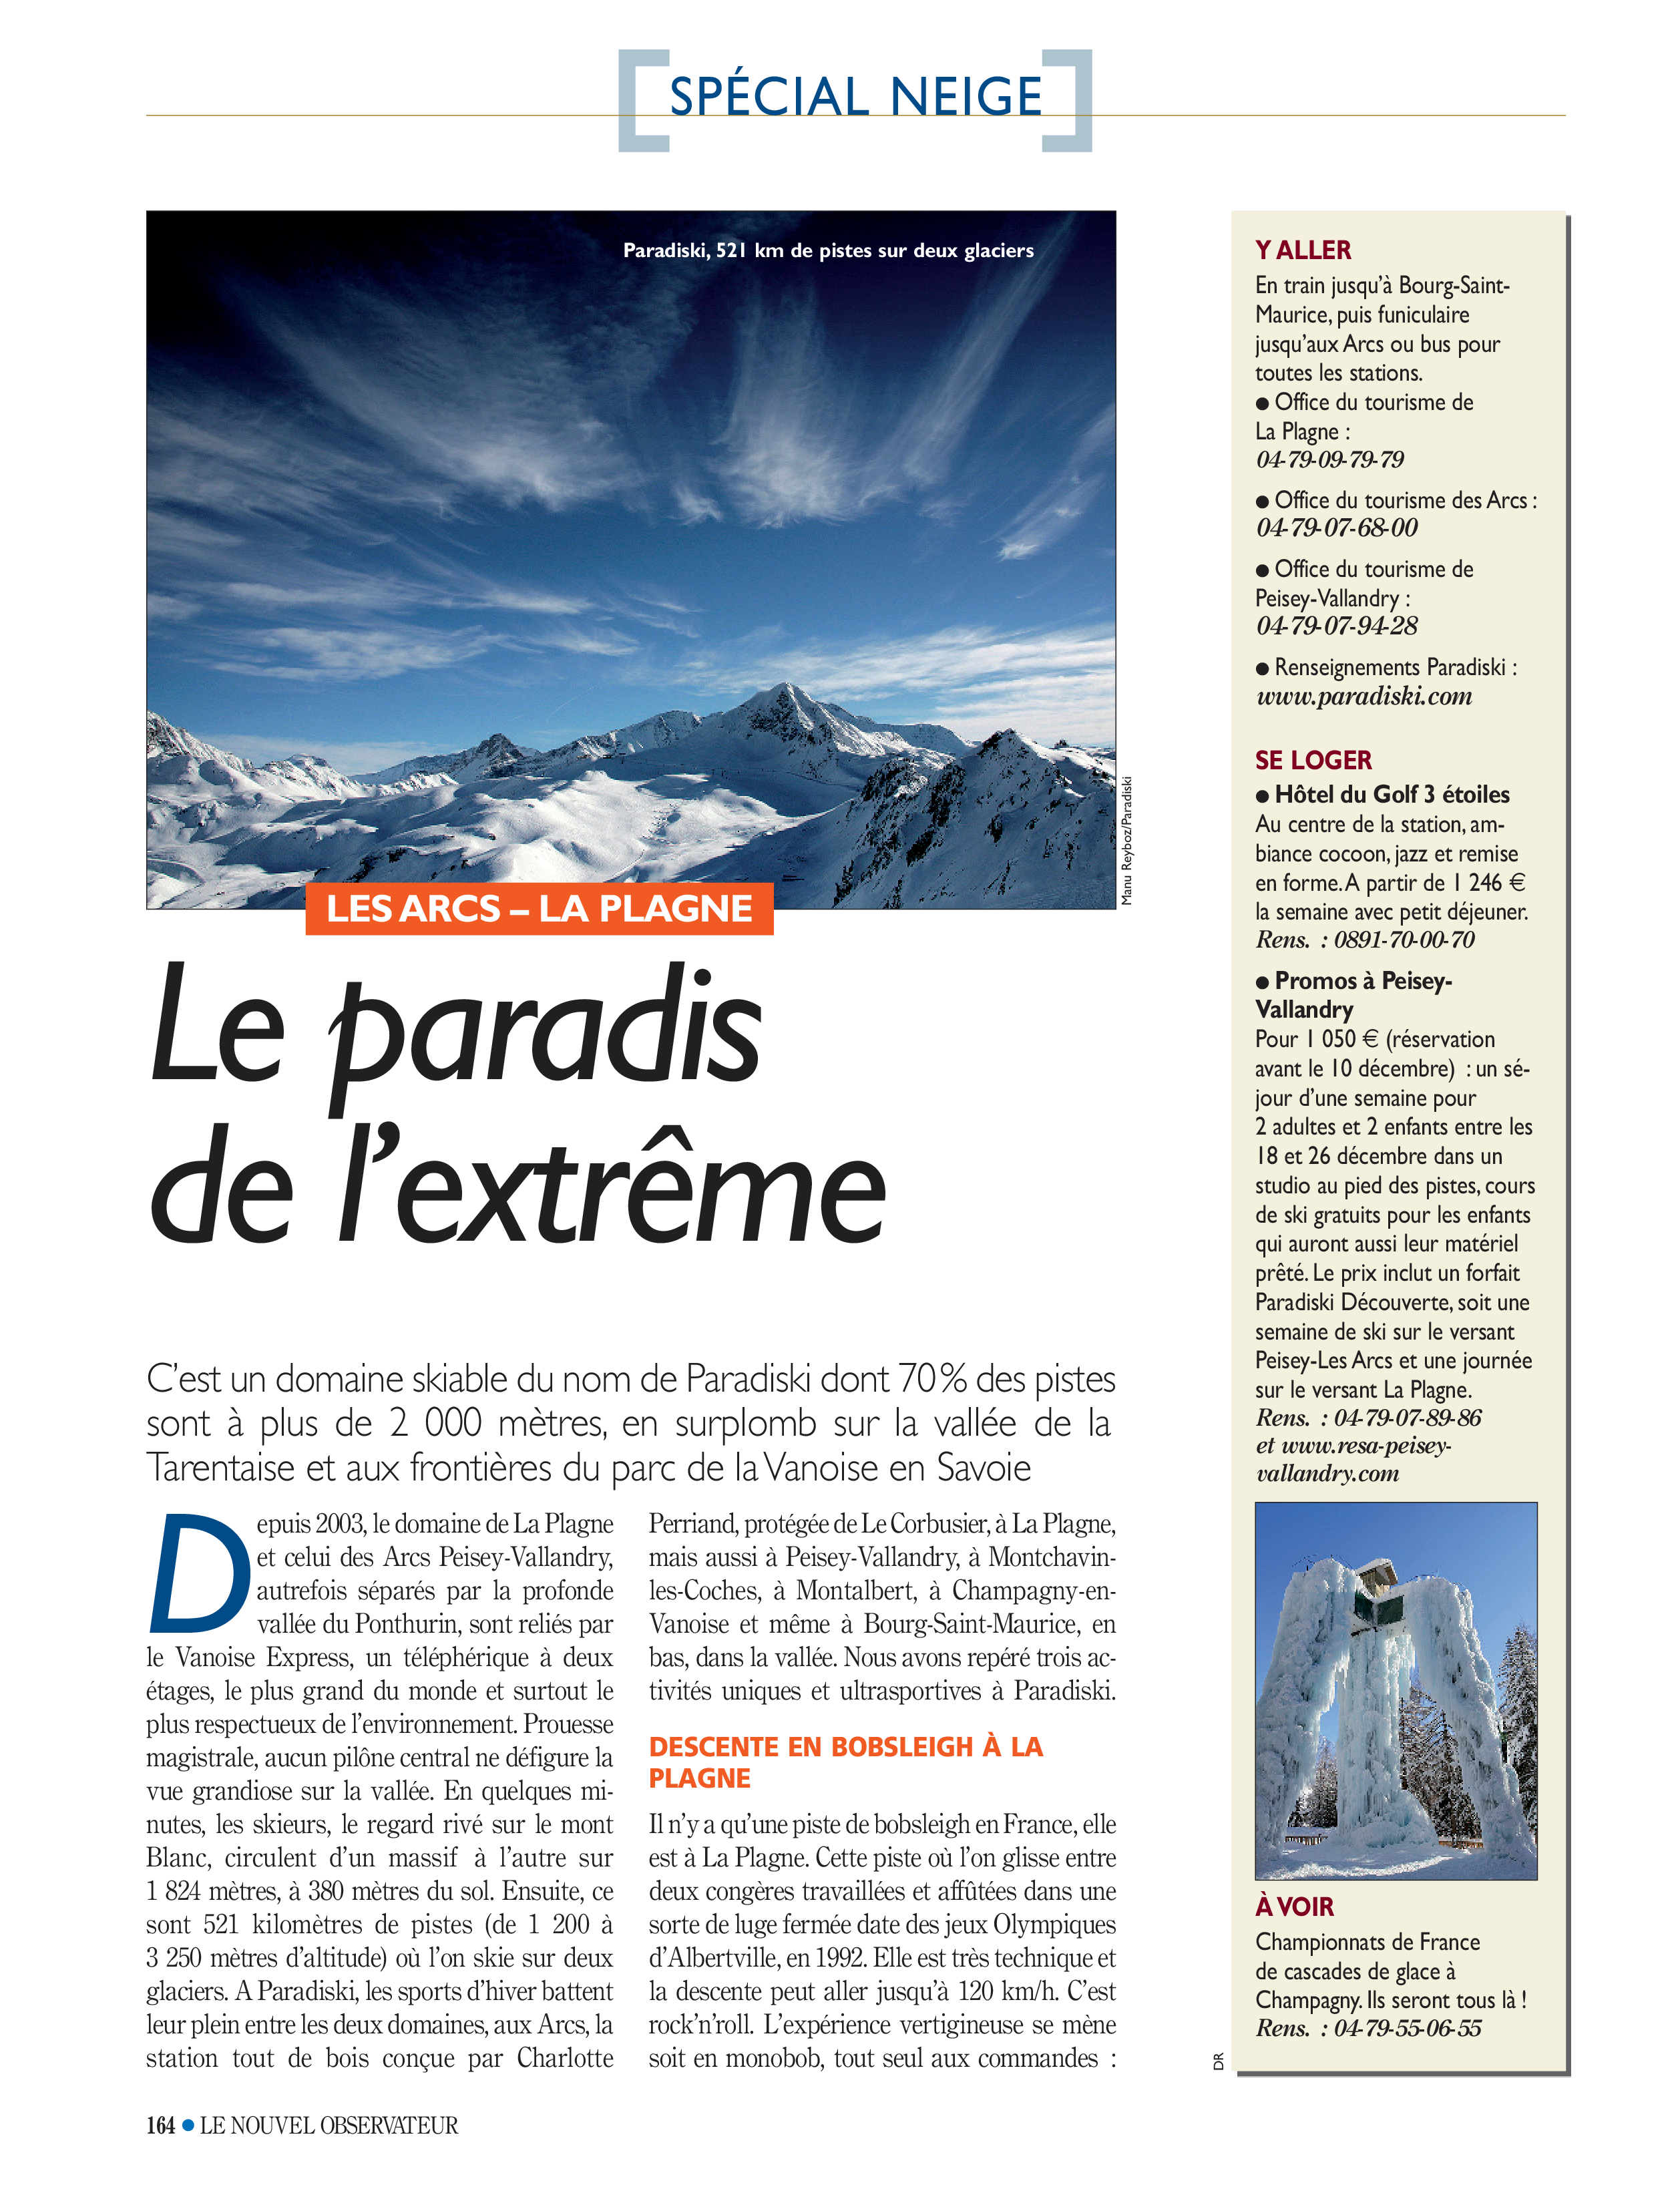 SPÉCIAL NEIGE
Paradiski, 521 km de pistes sur deux glaciers
Manu Reyboz/Paradiski
LES ARCS – LA PLAGNE
Le paradis
de l’extrême
C’est un domaine skiable du nom de Paradiski dont 70 % des pistes
sont à plus de 2 000 mètres, en surplomb sur la vallée de la
Tarentaise et aux frontières du parc de la Vanoise en Savoie
Depuis 2003, le domaine de La Plagne
et celui des Arcs Peisey-Vallandry,
autrefois séparés par la profonde
vallée du Ponthurin, sont reliés par
le Vanoise Express, un téléphérique à deux
étages, le plus grand du monde et surtout le
plus respectueux de l’environnement. Prouesse
magistrale, aucun pilône central ne défigure la
vue grandiose sur la vallée. En quelques mi-
nutes, les skieurs, le regard rivé sur le mont
Blanc, circulent d’un massif à l’autre sur
1 824 mètres, à 380 mètres du sol. Ensuite, ce
sont 521 kilomètres de pistes (de 1 200 à
3 250 mètres d’altitude) où l’on skie sur deux
glaciers. A Paradiski, les sports d’hiver battent
leur plein entre les deux domaines, aux Arcs, la
station tout de bois conçue par Charlotte
Perriand, protégée de Le Corbusier, à La Plagne,
mais aussi à Peisey-Vallandry, à Montchavin-
les-Coches, à Montalbert, à Champagny-en-
Vanoise et même à Bourg-Saint-Maurice, en
bas, dans la vallée. Nous avons repéré trois ac-
tivités uniques et ultrasportives à Paradiski.
DESCENTE EN BOBSLEIGH À LA
PLAGNE
Il n’y a qu’une piste de bobsleigh en France, elle
est à La Plagne. Cette piste où l’on glisse entre
deux congères travaillées et affûtées dans une
sorte de luge fermée date des jeux Olympiques
d’Albertville, en 1992. Elle est très technique et
la descente peut aller jusqu’à 120 km/h. C’est
rock’n’roll. L’expérience vertigineuse se mène
soit en monobob, tout seul aux commandes :
Y ALLER
En train jusqu’à Bourg-Saint-
Maurice, puis funiculaire
jusqu’aux Arcs ou bus pour
toutes les stations.
● Office du tourisme de
La Plagne :
04-79-09-79-79
● Office du tourisme des Arcs :
04-79-07-68-00
● Office du tourisme de
Peisey-Vallandry :
04-79-07-94-28
● Renseignements Paradiski :
www.paradiski.com
SE LOGER
● Hôtel du Golf 3 étoiles
Au centre de la station, am-
biance cocoon, jazz et remise
en forme. A partir de 1 246 €
la semaine avec petit déjeuner.
Rens. : 0891-70-00-70
● Promos à Peisey-
Vallandry
Pour 1 050 € (réservation
avant le 10 décembre) : un sé-
jour d’une semaine pour
2 adultes et 2 enfants entre les
18 et 26 décembre dans un
studio au pied des pistes, cours
de ski gratuits pour les enfants
qui auront aussi leur matériel
prêté. Le prix inclut un forfait
Paradiski Découverte, soit une
semaine de ski sur le versant
Peisey-Les Arcs et une journée
sur le versant La Plagne.
Rens. : 04-79-07-89-86
et www.resa-peisey-
vallandry.com
À VOIR
Championnats de France
de cascades de glace à
Champagny. Ils seront tous là !
Rens. : 04-79-55-06-55
DR
164 ● LE NOUVEL OBSERVATEUR